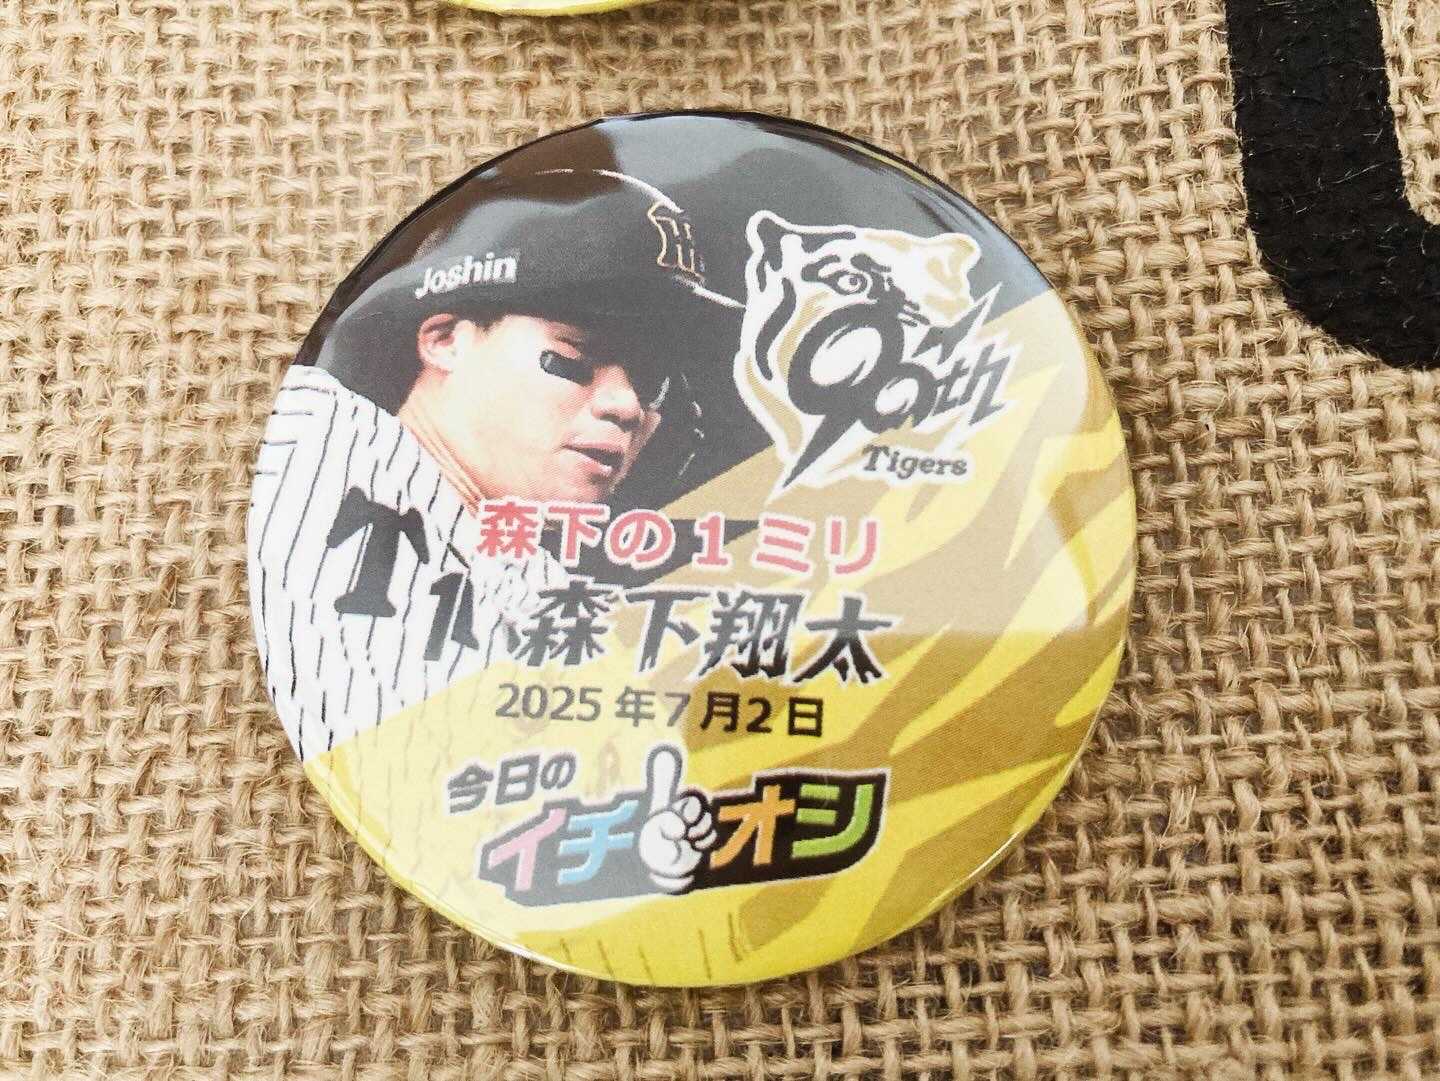 Joshin
90th
Tigers
森下の1ミリ
1 森下翔太
2025年7月2日
今日の
イチオシ